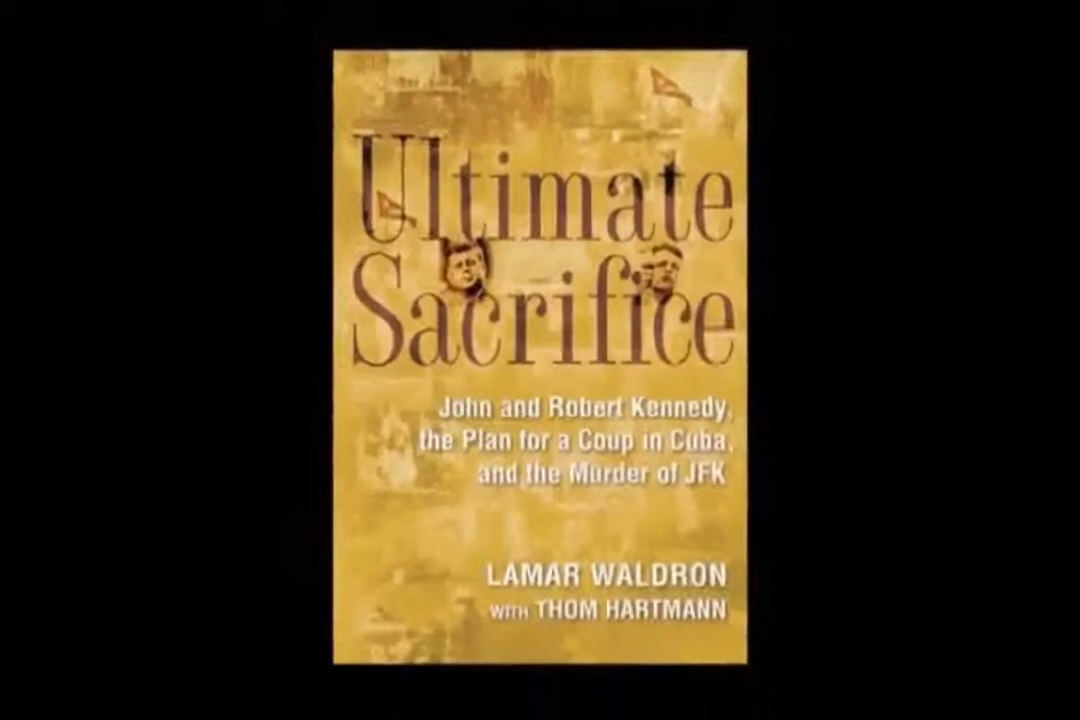 Ultimate
Sacrifice
John and Robert Kennedy,
the Plan for a Coup in Cuba,
and the Murder of JFK
LAMAR WALDRON
WITH THOM HARTMANN